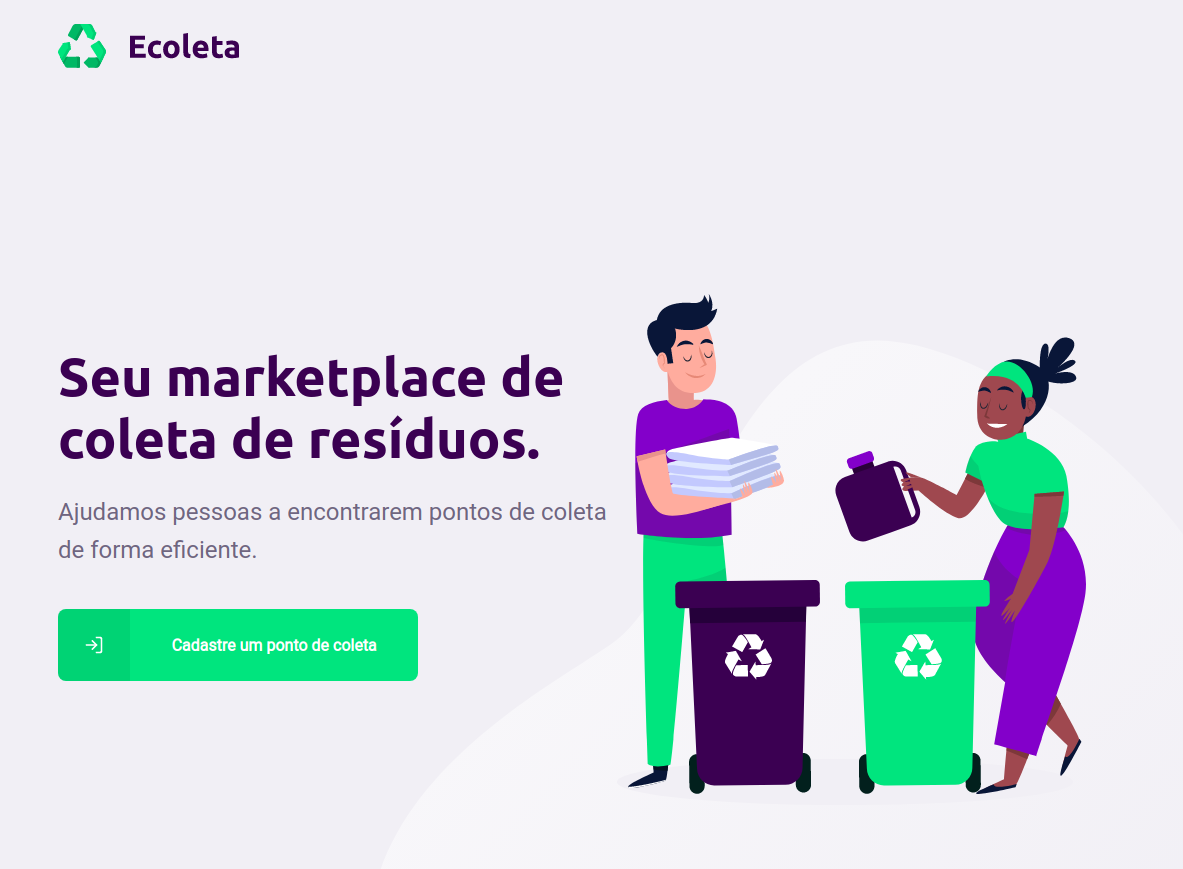 Ecoleta
Seu marketplace de
coleta de resíduos.
Ajudamos pessoas a encontrarem pontos de coleta
de forma eficiente.
Cadastre um ponto de coleta